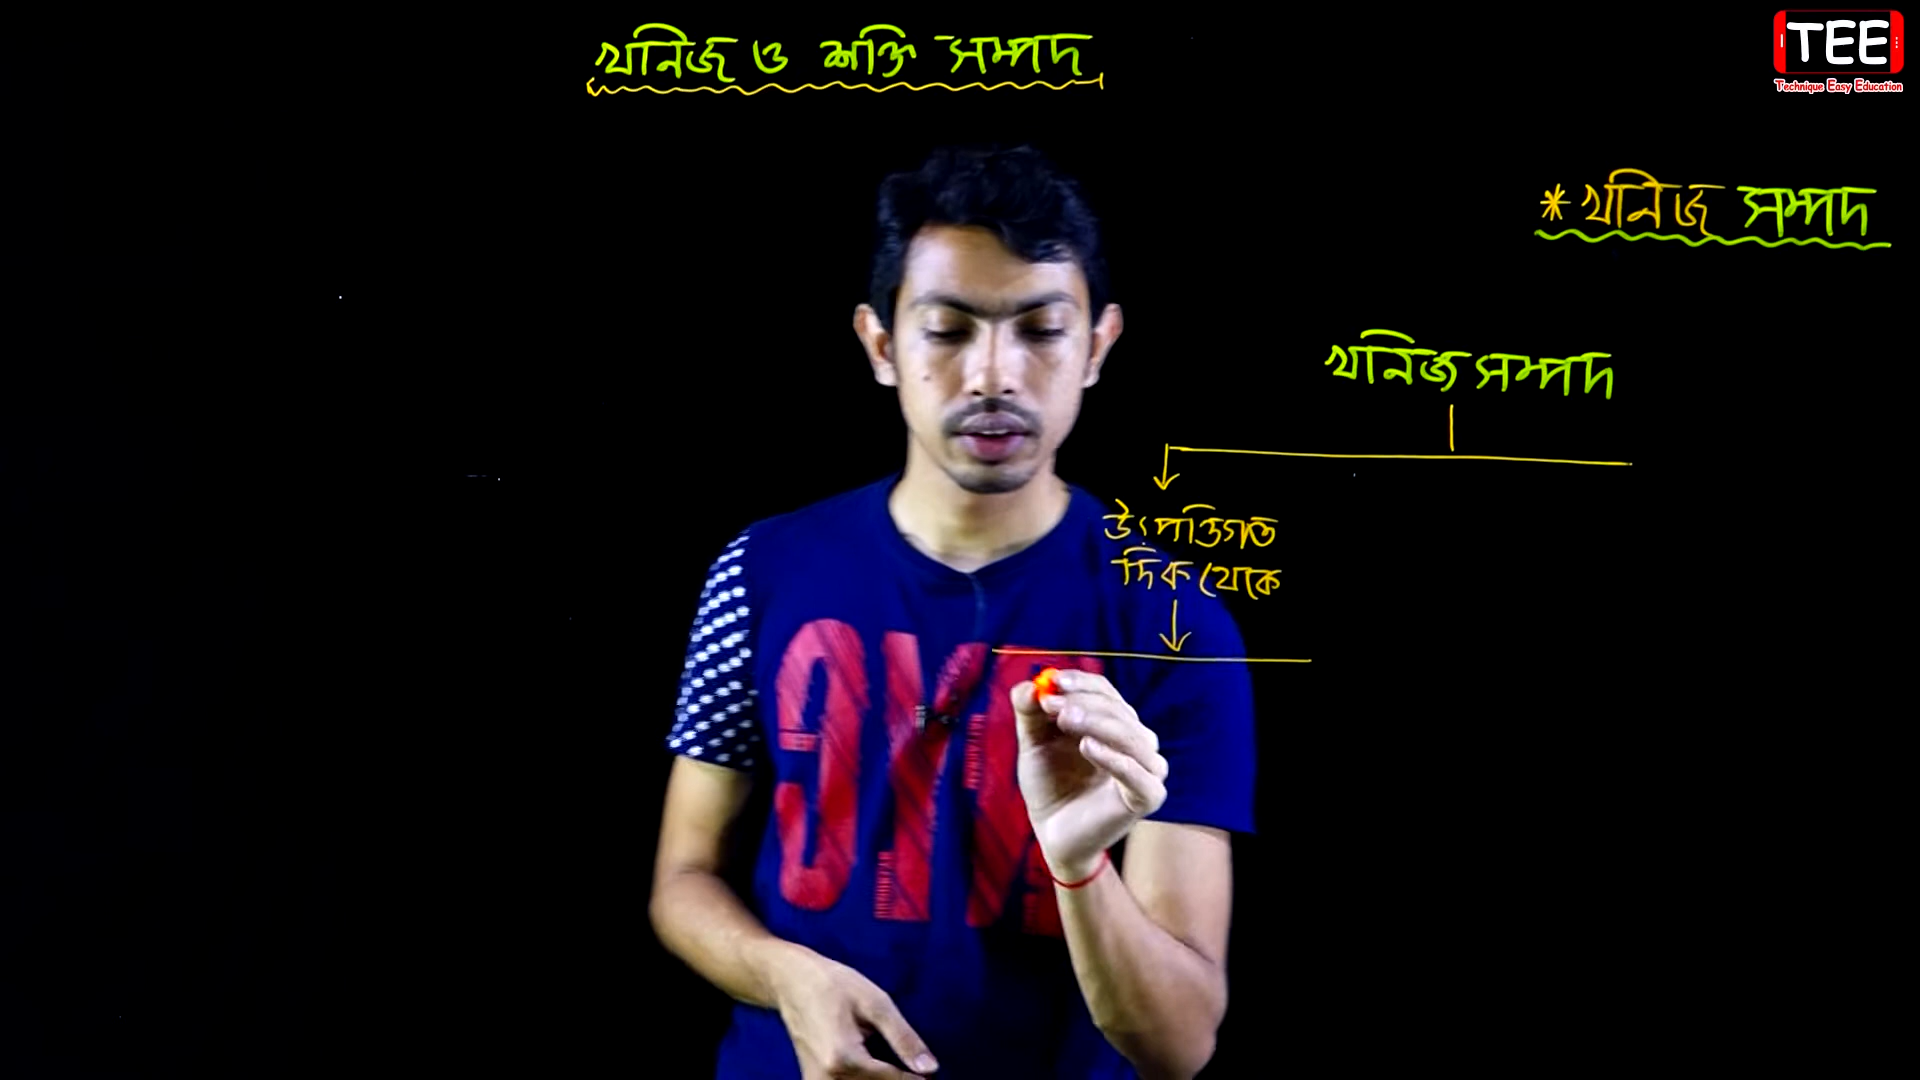 খনিজ ও শক্তি সম্পদ
TEE
Technique Easy Education
* খনিজ সম্পদ
খনিজ সম্পদ
উৎপত্তিগত
দিক থেকে